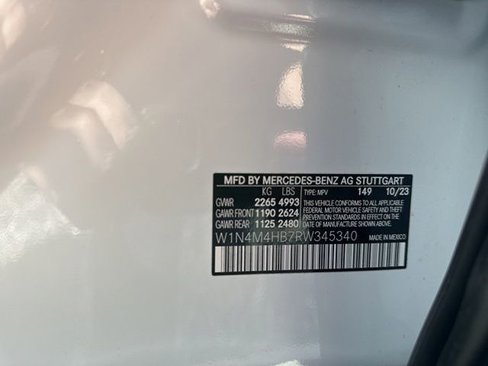 MFD BY MERCEDES-BENZ AG STUTTGART
KG LBS TYPE: MPV 149 10/23
GVWR 2265 4993
GAWR FRONT 1190 2624
GAWR REAR 1125 2480
THIS VEHICLE CONFORMS TO ALL APPLICABLE
FEDERAL MOTOR VEHICLE SAFETY AND THEFT
PREVENTION STANDARDS IN EFFECT ON THE
DATE OF MANUFACTURE SHOWN ABOVE.
W1N4M4HB7RW345340 MADE IN MEXICO